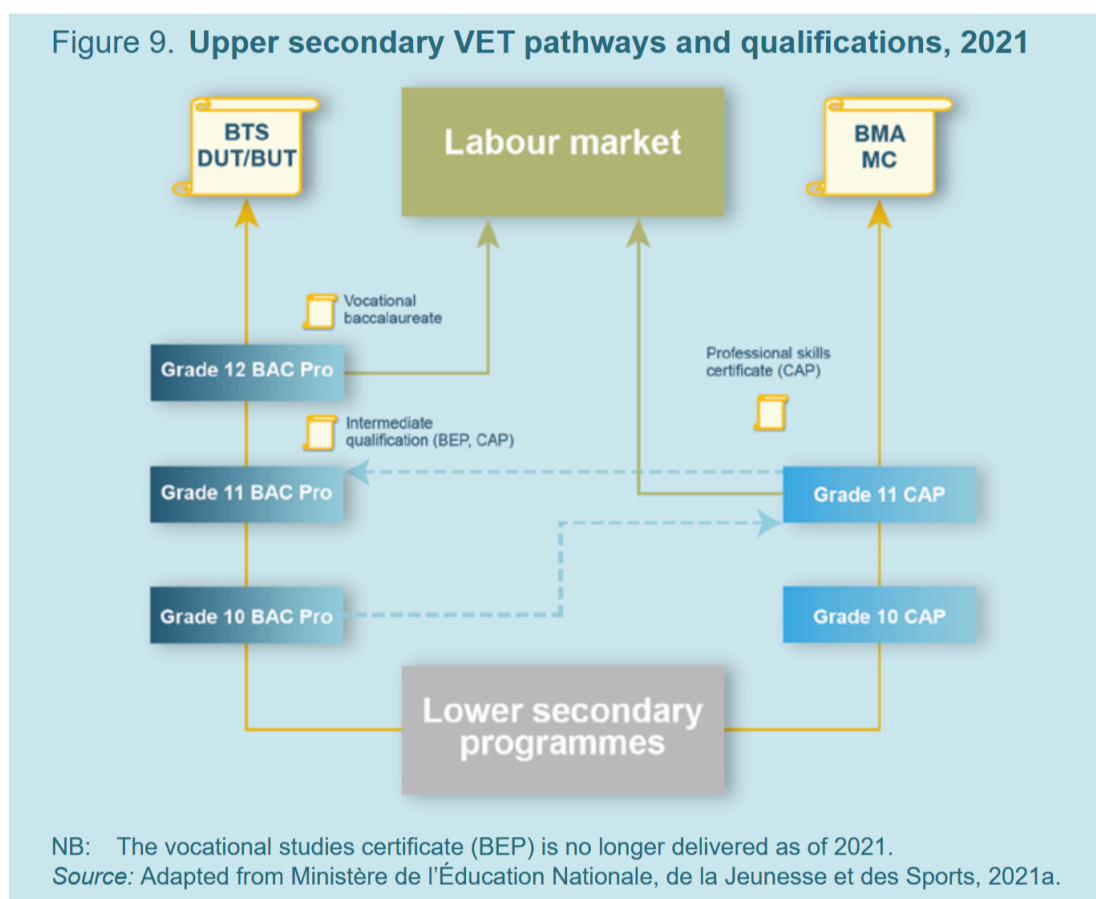 Figure 9. Upper secondary VET pathways and qualifications, 2021
BTS
DUT/BUT
Labour market
BMA
MC
Vocational
baccalaureate
Grade 12 BAC Pro
Professional skills
certificate (CAP)
Intermediate
qualification (BEP, CAP)
Grade 11 BAC Pro
Grade 11 CAP
Grade 10 BAC Pro
Grade 10 CAP
Lower secondary
programmes
NB: The vocational studies certificate (BEP) is no longer delivered as of 2021.
Source: Adapted from Ministère de l’Éducation Nationale, de la Jeunesse et des Sports, 2021a.